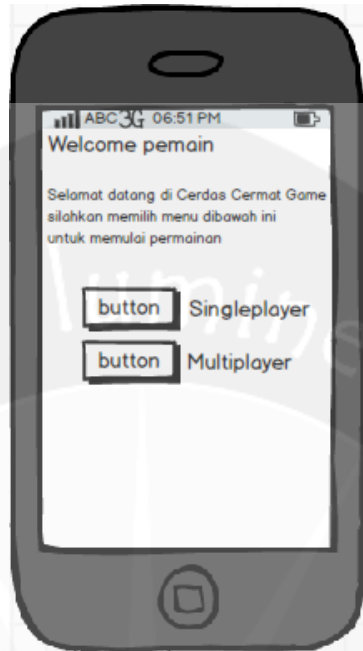 ABC 3G 06:51 PM
Welcome pemain
Selamat datang di Cerdas Cermat Game
silahkan memilih menu dibawah ini
untuk memulai permainan
button Singleplayer
button Multiplayer